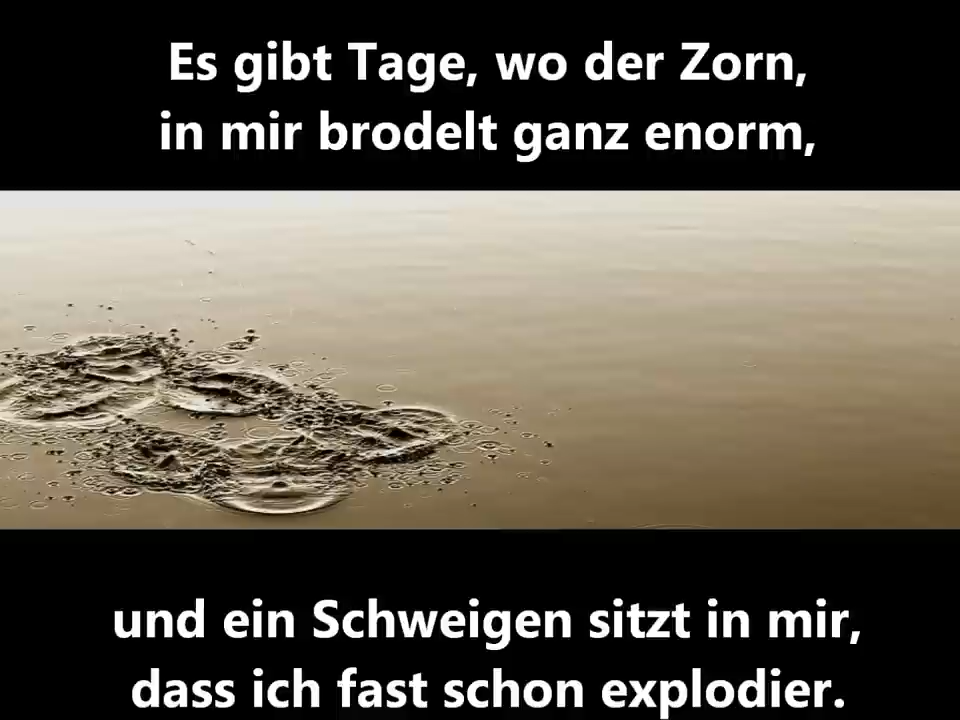 Es gibt Tage, wo der Zorn,
in mir brodelt ganz enorm,
und ein Schweigen sitzt in mir,
dass ich fast schon explodier.